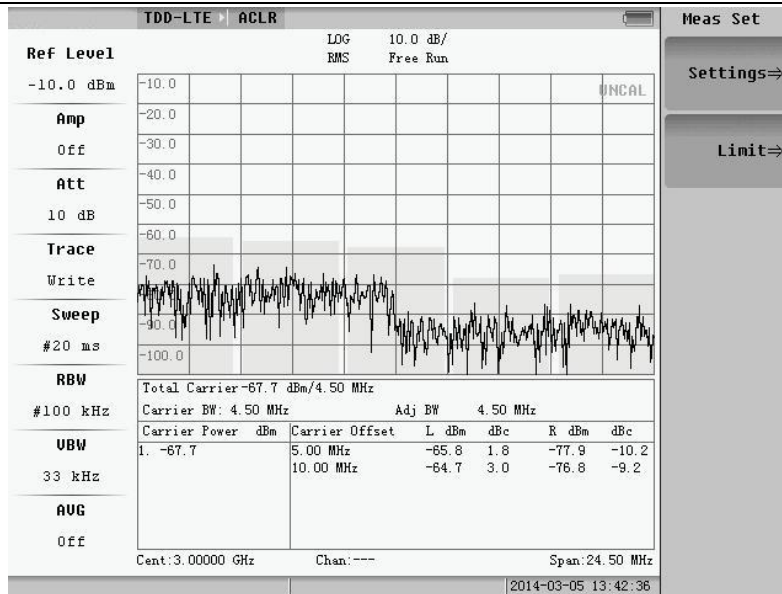 TDD-LTE ACLR
Meas Set
LOG 10.0 dB/
RMS Free Run
Ref Level
-10.0 dBm
Amp
Off
Att
10 dB
Trace
Write
Sweep
#20 ms
RBW
#100 kHz
VBW
33 kHz
AVG
Off
UNCAL
-10.0
-20.0
-30.0
-40.0
-50.0
-60.0
-70.0
-90.0
-100.0
Total Carrier-67.7 dBm/4.50 MHz
Carrier BW: 4.50 MHz Adj BW 4.50 MHz
Carrier Power dBm Carrier Offset L dBm dBc R dBm dBc
1. -67.7 5.00 MHz -65.8 1.8 -77.9 -10.2
10.00 MHz -64.7 3.0 -76.8 -9.2
Cent:3.00000 GHz Chan:--- Span:24.50 MHz
2014-03-05 13:42:36
Settings⇒
Limit⇒